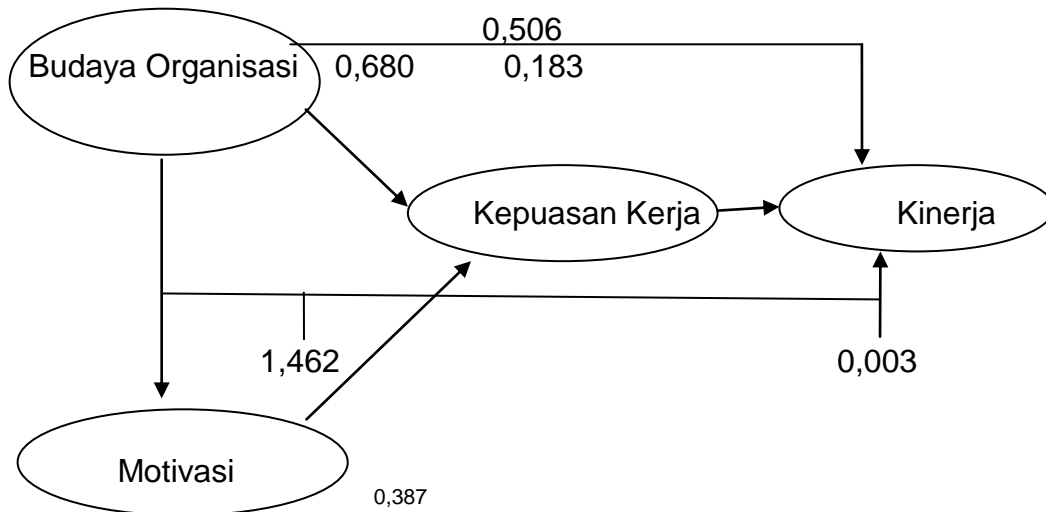 0,506
Budaya Organisasi 0,680 0,183
Kepuasan Kerja Kinerja
1,462 0,003
Motivasi
0,387